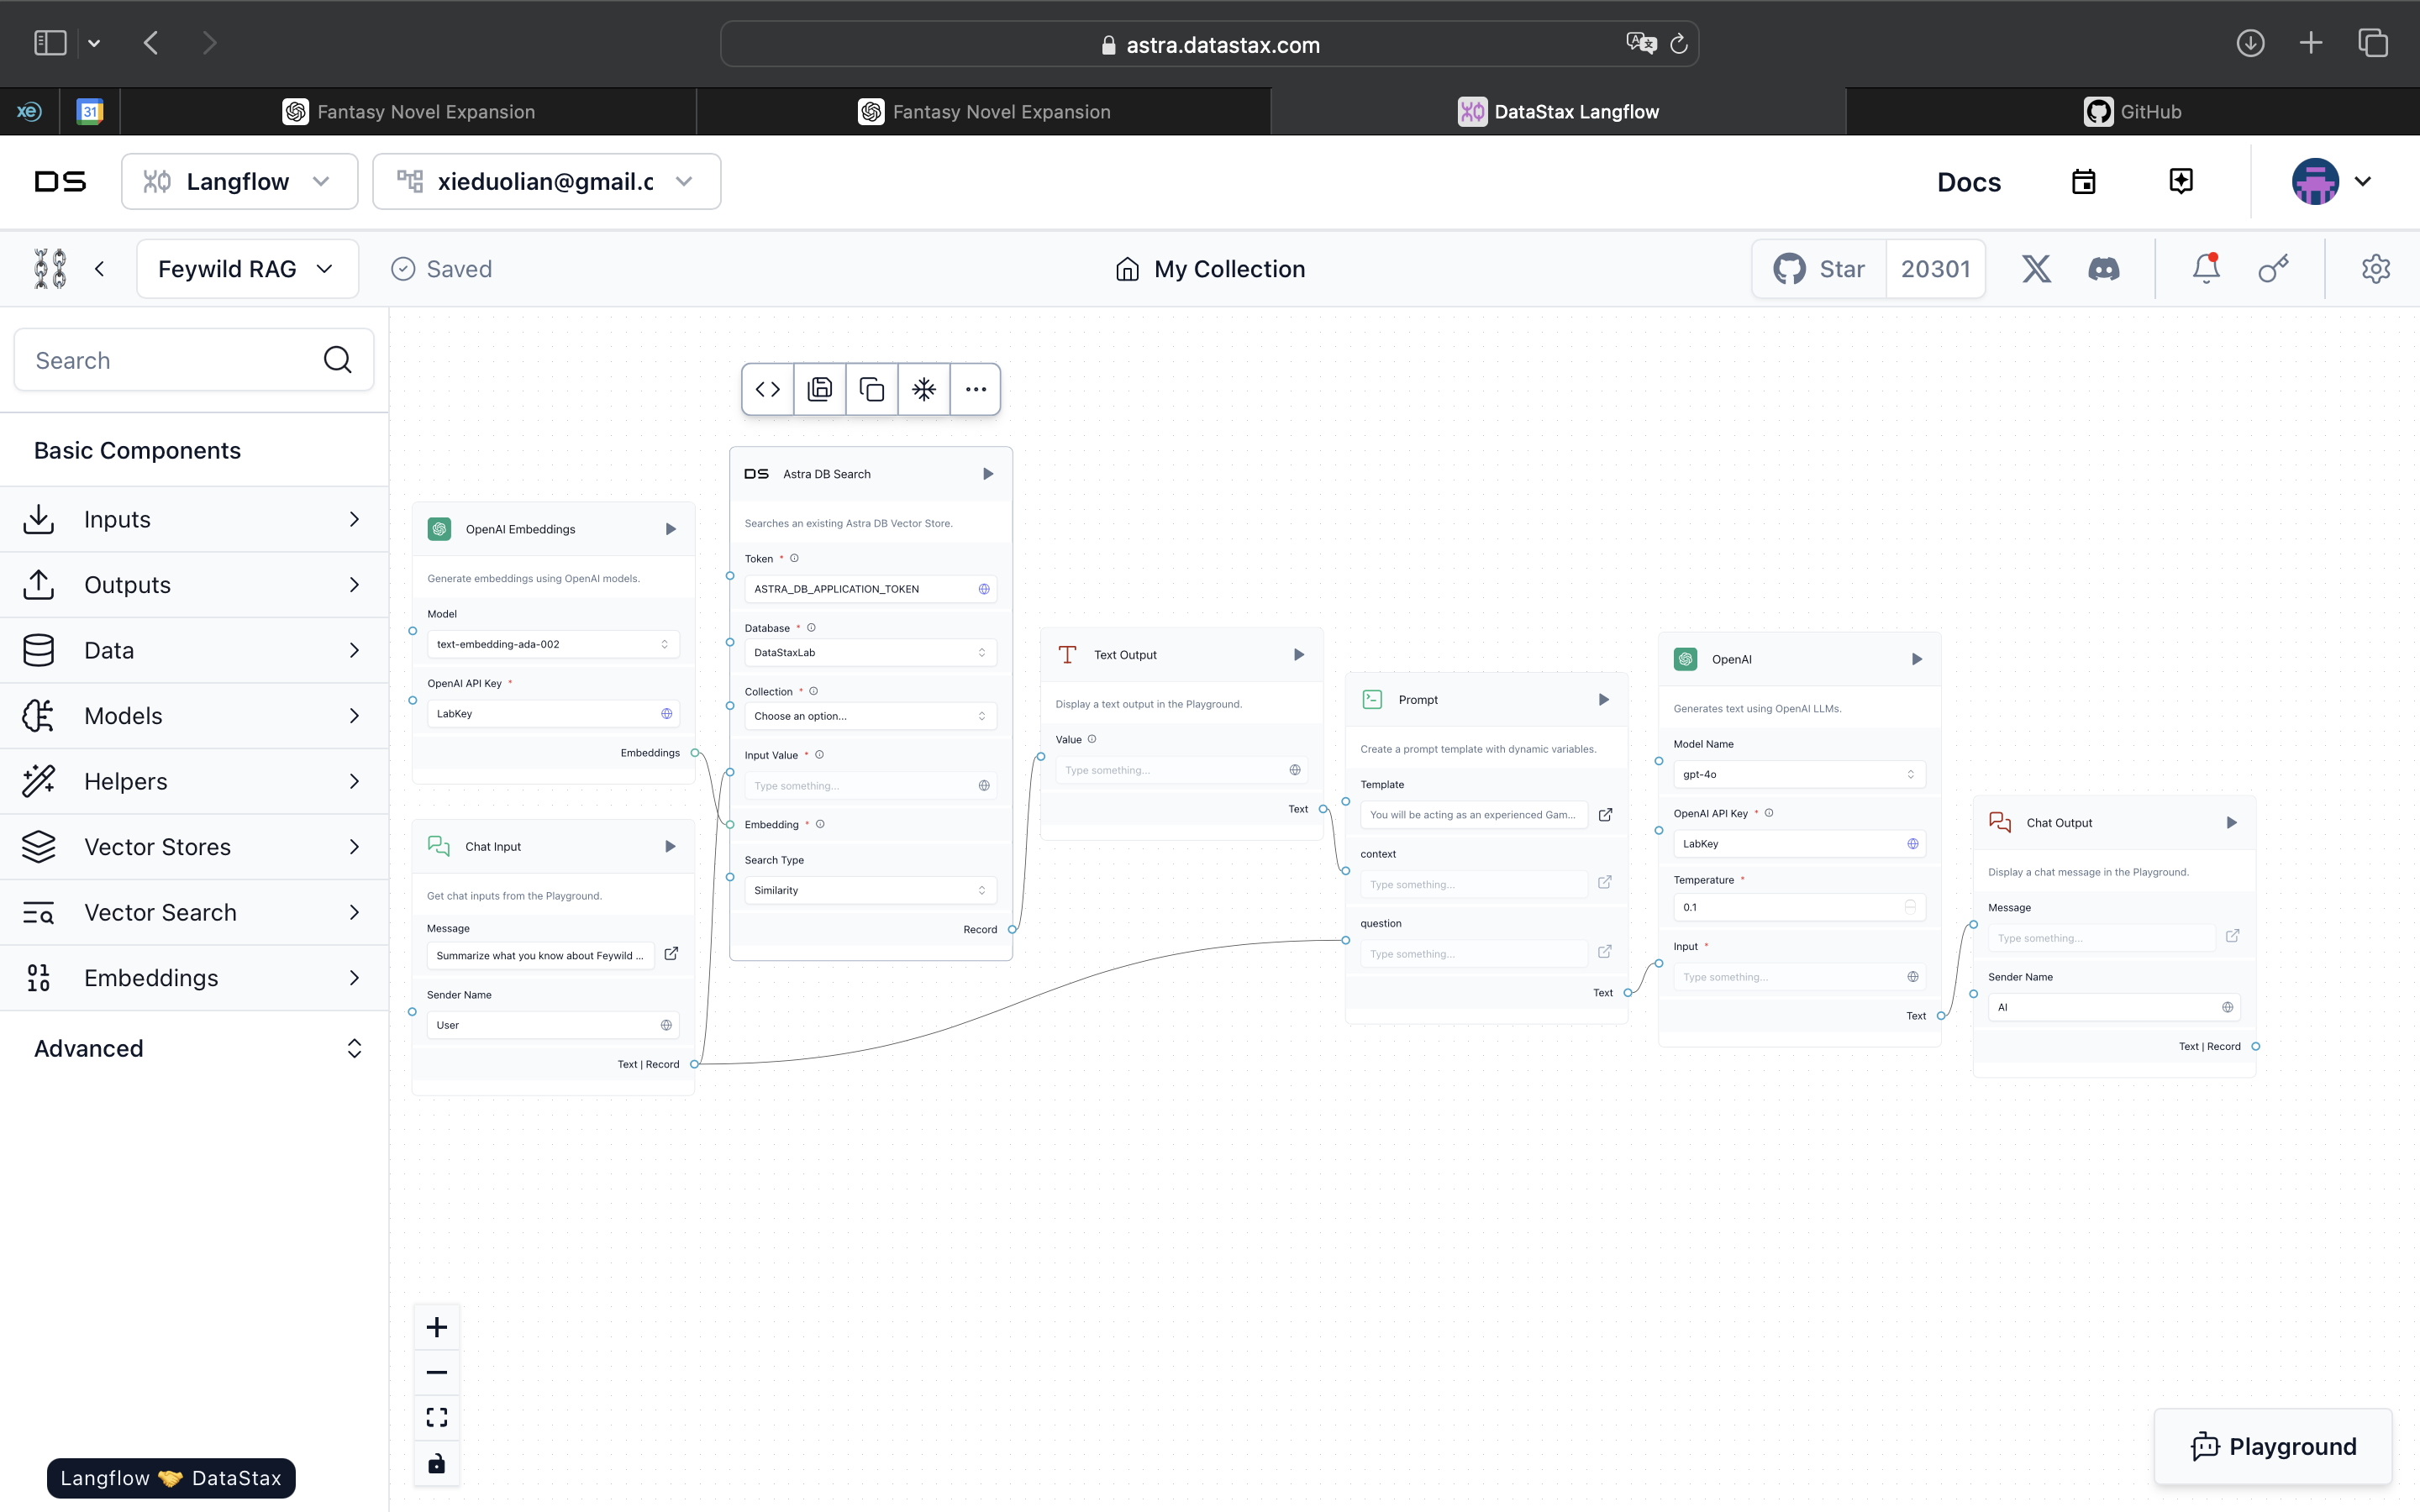 astra.datastax.com
xe
31
Fantasy Novel Expansion
Fantasy Novel Expansion
DataStax Langflow
GitHub
DS
Langflow
xieduolian@gmail.c
Docs
Feywild RAG
Saved
My Collection
Star
20301
Search
Basic Components
Inputs
Outputs
Data
Models
Helpers
Vector Stores
Vector Search
Embeddings
Advanced
Langflow 🤝 DataStax
OpenAI Embeddings
Generate embeddings using OpenAI models.
Model
text-embedding-ada-002
OpenAI API Key *
LabKey
Embeddings
Chat Input
Get chat inputs from the Playground.
Message
Summarize what you know about Feywild ...
Sender Name
User
Text | Record
DS Astra DB Search
Searches an existing Astra DB Vector Store.
Token *
ASTRA_DB_APPLICATION_TOKEN
Database *
DataStaxLab
Collection *
Choose an option...
Input Value *
Type something...
Embedding *
Search Type
Similarity
Record
Text Output
Display a text output in the Playground.
Value
Type something...
Text
Prompt
Create a prompt template with dynamic variables.
Template
You will be acting as an experienced Gam...
context
Type something...
question
Type something...
Text
OpenAI
Generates text using OpenAI LLMs.
Model Name
gpt-4o
OpenAI API Key *
LabKey
Temperature *
0.1
Input *
Type something...
Text
Chat Output
Display a chat message in the Playground.
Message
Type something...
Sender Name
AI
Text | Record
Playground